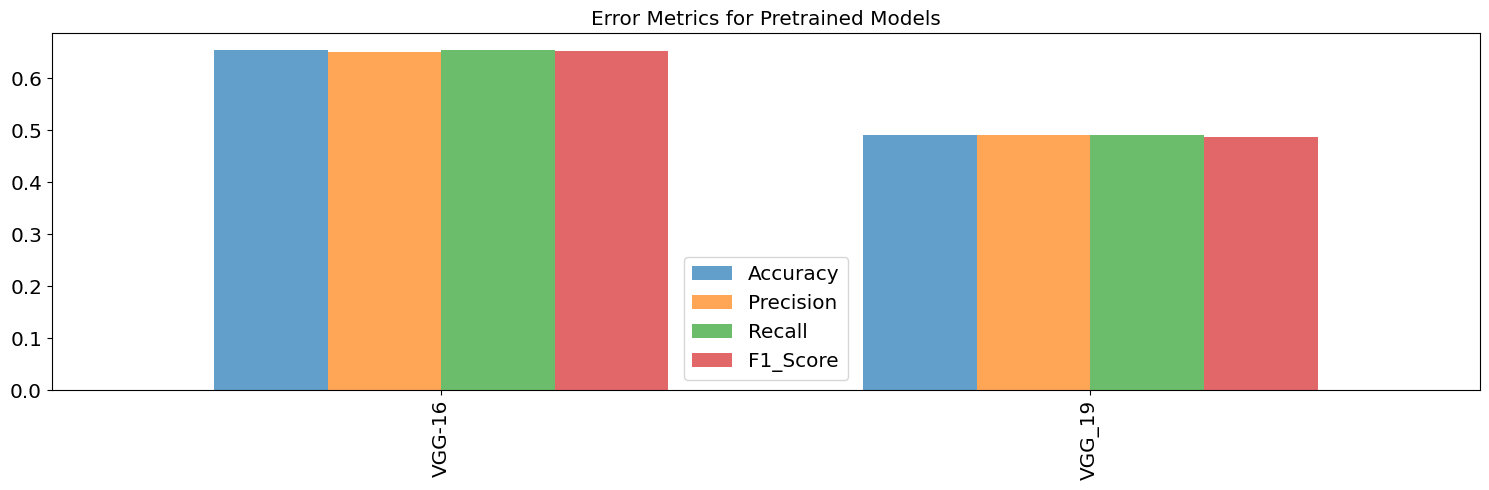 Error Metrics for Pretrained Models
0.6
0.5
0.4
0.3
0.2
0.1
0.0
Accuracy
Precision
Recall
F1_Score
VGG-16
VGG_19